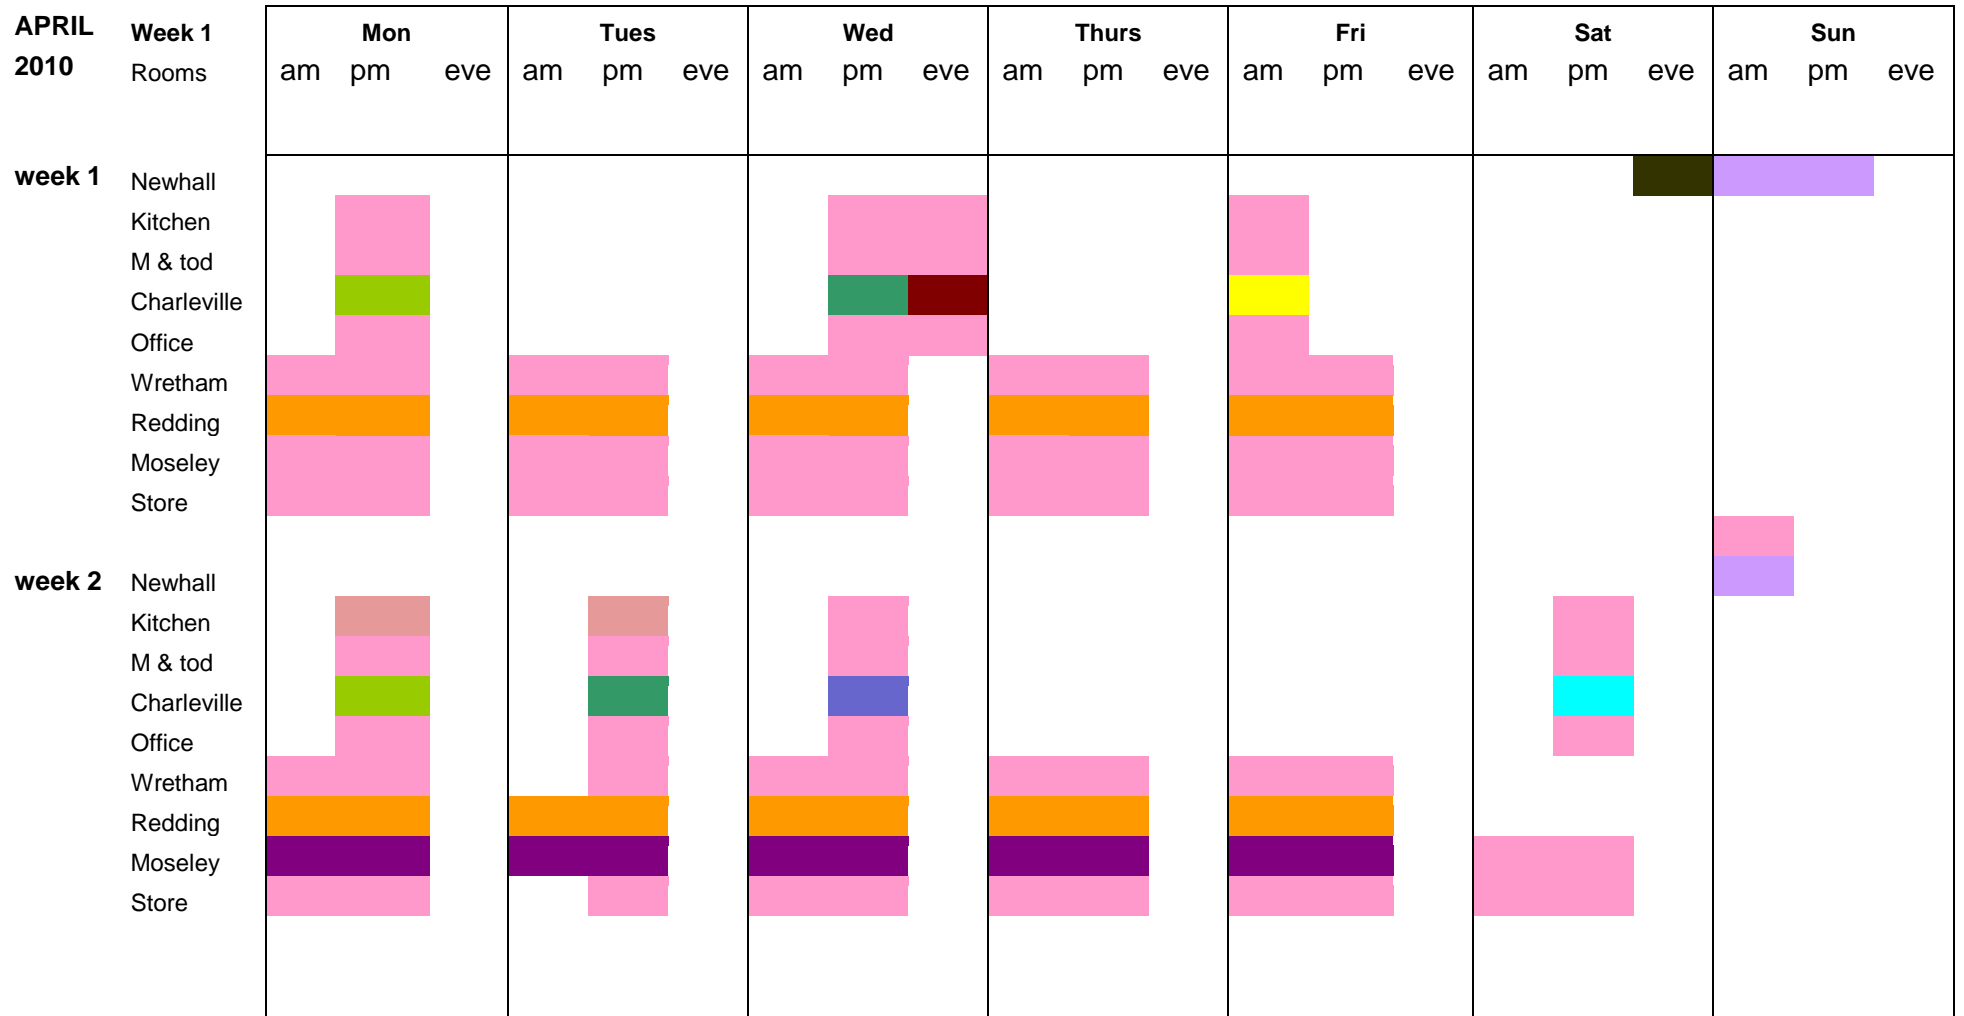 APRIL Week 1 Mon Tues Wed Thurs Fri Sat Sun
2010 Rooms am pm eve am pm eve am pm eve am pm eve am pm eve am pm eve am pm eve
week 1 Newhall
Kitchen
M & tod
Charleville
Office
Wretham
Redding
Moseley
Store
week 2 Newhall
Kitchen
M & tod
Charleville
Office
Wretham
Redding
Moseley
Store